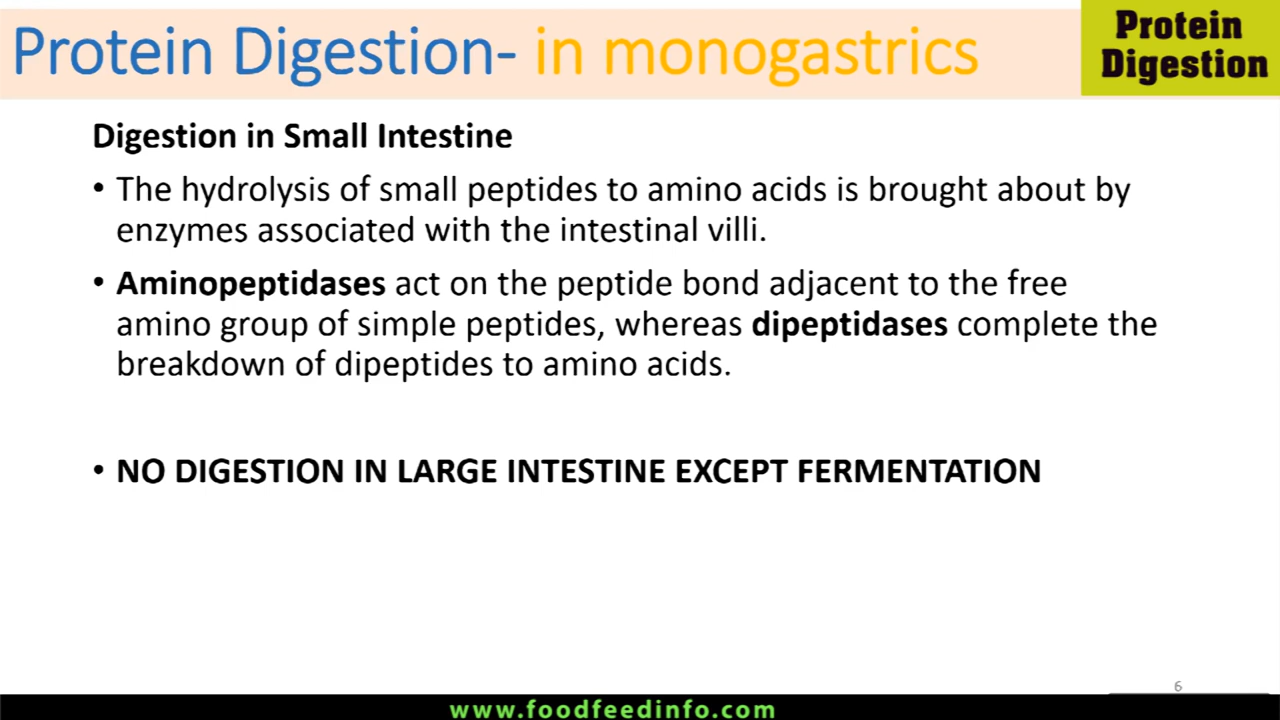 Protein Digestion- in monogastrics
Protein
Digestion
Digestion in Small Intestine
• The hydrolysis of small peptides to amino acids is brought about by
enzymes associated with the intestinal villi.
• Aminopeptidases act on the peptide bond adjacent to the free
amino group of simple peptides, whereas dipeptidases complete the
breakdown of dipeptides to amino acids.
• NO DIGESTION IN LARGE INTESTINE EXCEPT FERMENTATION
6
www.foodfeedinfo.com